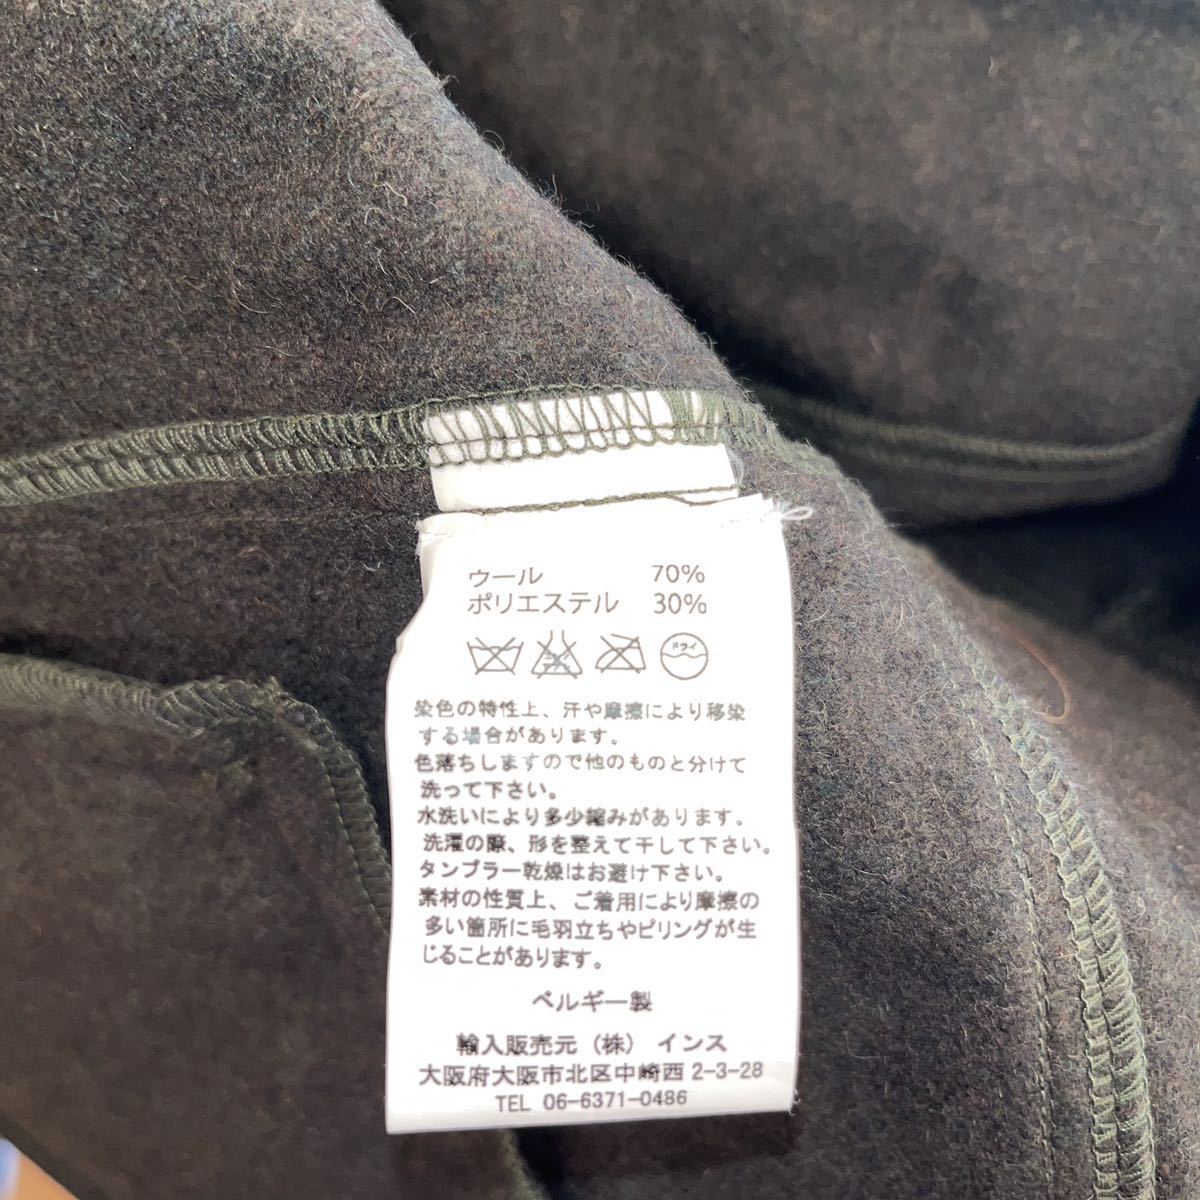 ウール 70%
ポリエステル 30%
ドライ
染色の特性上、汗や摩擦により移染
する場合があります。
色落ちしますので他のものと分けて
洗って下さい。
水洗いにより多少縮みがあります。
洗濯の際、形を整えて干して下さい。
タンブラー乾燥はお避け下さい。
素材の性質上、ご着用により摩擦の
多い箇所に毛羽立ちやピリングが生
じることがあります。
ベルギー製
輸入販売元（株）インス
大阪府大阪市北区中崎西 2-3-28
TEL 06-6371-0486